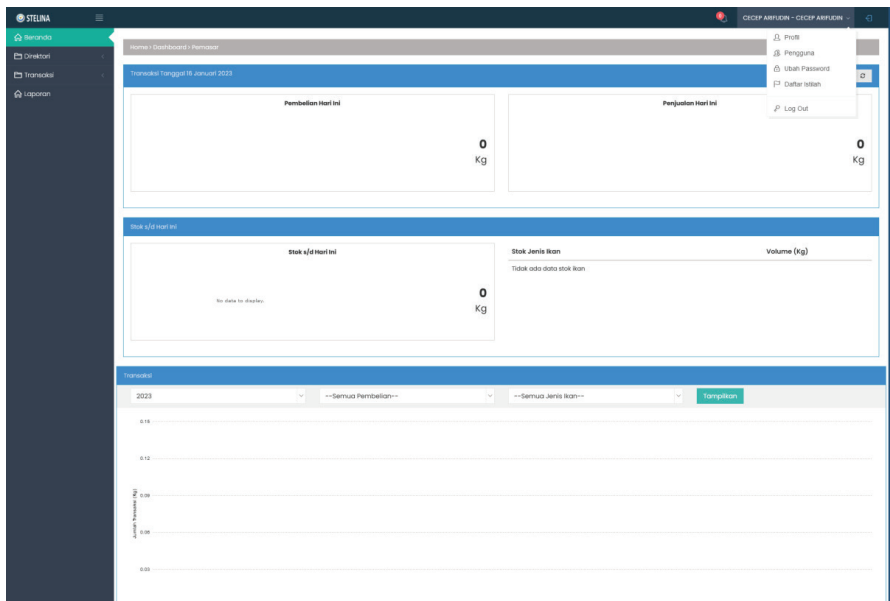 STELINA
CECEP ARIFUDIN - CECEP ARIFUDIN
Beranda
Direktori
Transaksi
Laporan
Profil
Pengguna
Ubah Password
Daftar Istilah
Log Out
Home > Dashboard > Pemasar
Transaksi Tanggal 16 Januari 2023
Pembelian Hari Ini
0
Kg
Penjualan Hari Ini
0
Kg
Stok s/d Hari Ini
Stok s/d Hari Ini
No data to display.
0
Kg
Stok Jenis Ikan Volume (Kg)
Tidak ada data stok ikan
Transaksi
2023 --Semua Pembelian-- --Semua Jenis Ikan-- Tampilkan
Jumlah Transaksi (Kg)
0.15
0.12
0.09
0.06
0.03